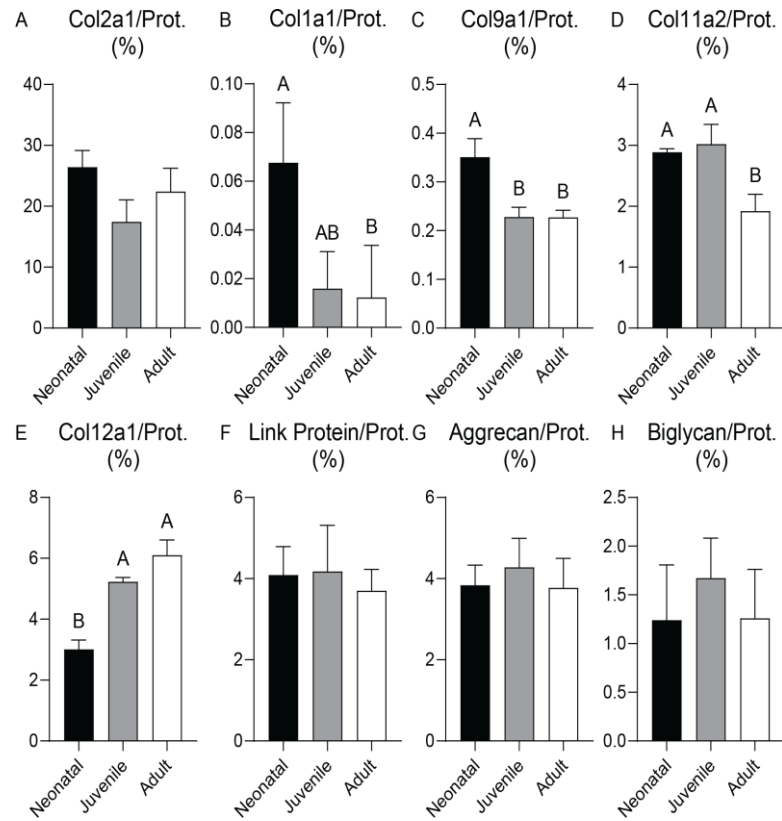 A Col2a1/Prot. (%)
B Col1a1/Prot. (%)
C Col9a1/Prot. (%)
D Col11a2/Prot. (%)
40
30
20
10
0
Neonatal
Juvenile
Adult
0.10
0.08
0.06
0.04
0.02
0.00
A
AB
B
Neonatal
Juvenile
Adult
0.5
0.4
0.3
0.2
0.1
0.0
A
B
B
Neonatal
Juvenile
Adult
4
3
2
1
0
A
A
B
Neonatal
Juvenile
Adult
E Col12a1/Prot. (%)
F Link Protein/Prot. (%)
G Aggrecan/Prot. (%)
H Biglycan/Prot. (%)
8
6
4
2
0
B
A
A
Neonatal
Juvenile
Adult
6
4
2
0
Neonatal
Juvenile
Adult
6
4
2
0
Neonatal
Juvenile
Adult
2.5
2.0
1.5
1.0
0.5
0.0
Neonatal
Juvenile
Adult